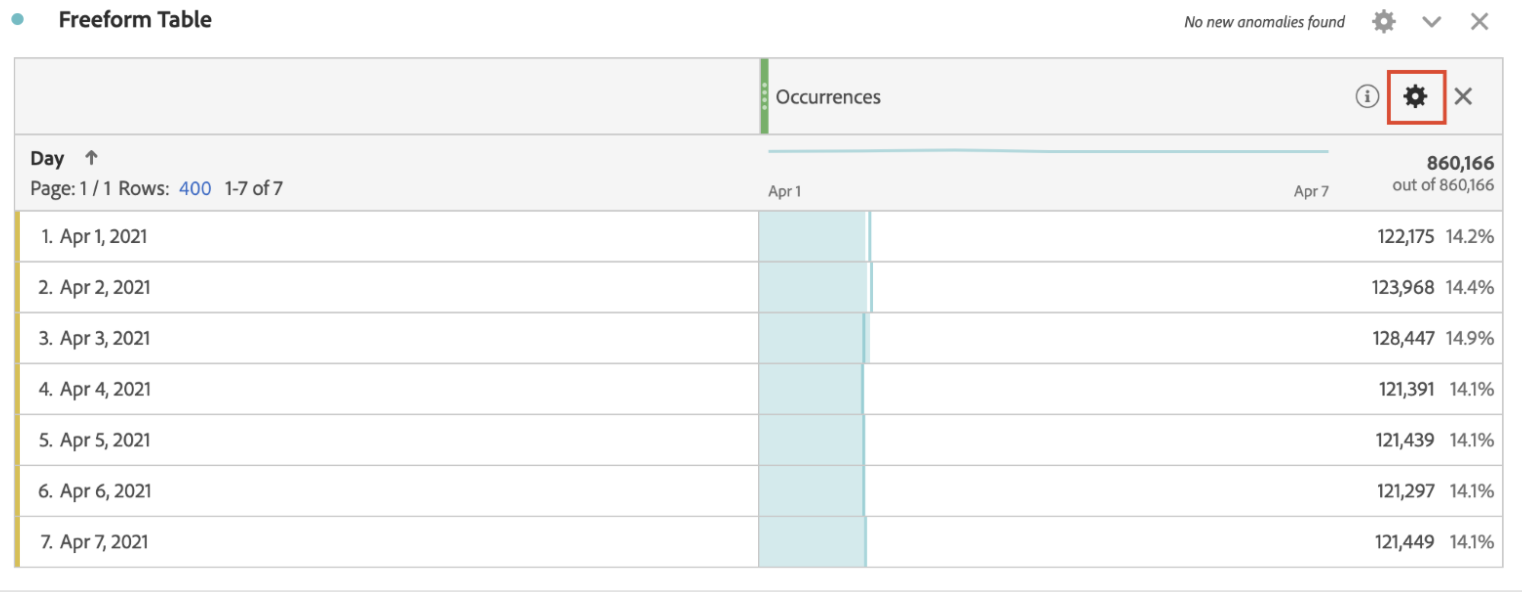 Freeform Table
No new anomalies found
Occurrences
Day
860,166
Page: 1 / 1 Rows: 400 1-7 of 7
Apr 1
Apr 7
out of 860,166
1. Apr 1, 2021 122,175 14.2%
2. Apr 2, 2021 123,968 14.4%
3. Apr 3, 2021 128,447 14.9%
4. Apr 4, 2021 121,391 14.1%
5. Apr 5, 2021 121,439 14.1%
6. Apr 6, 2021 121,297 14.1%
7. Apr 7, 2021 121,449 14.1%